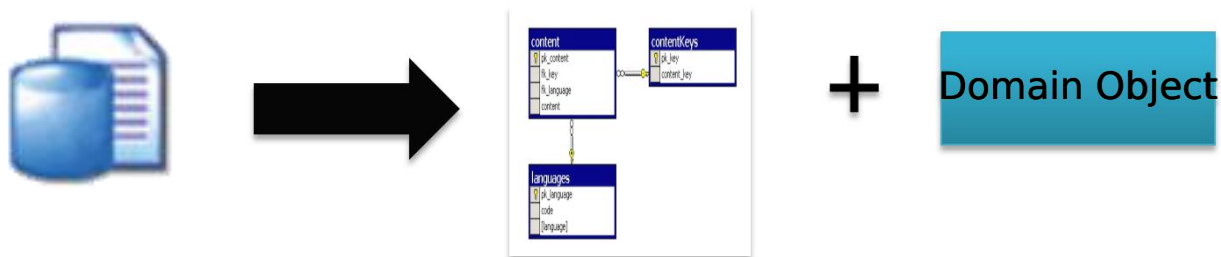 content
pk_content
fk_key
fk_language
content
contentKeys
pk_key
content_key
languages
pk_language
code
[language]
+
Domain Object